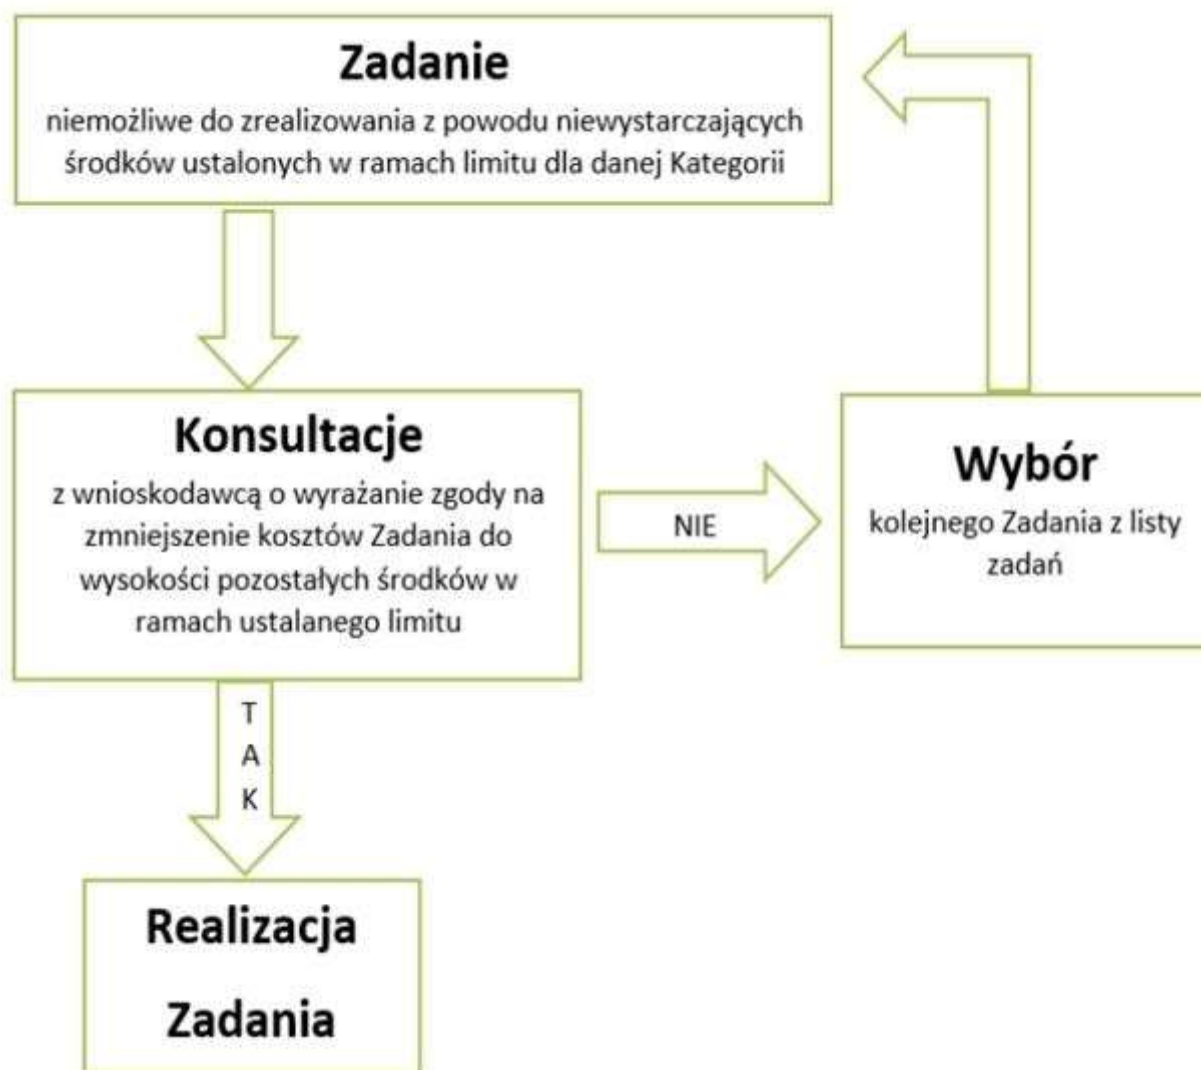 Zadanie
niemożliwe do zrealizowania z powodu niewystarczających
środków ustalonych w ramach limitu dla danej Kategorii
Konsultacje
z wnioskodawcą o wyrażanie zgody na
zmniejszenie kosztów Zadania do
wysokości pozostałych środków w
ramach ustalanego limitu
NIE
Wybór
kolejnego Zadania z listy
zadań
T
A
K
Realizacja
Zadania